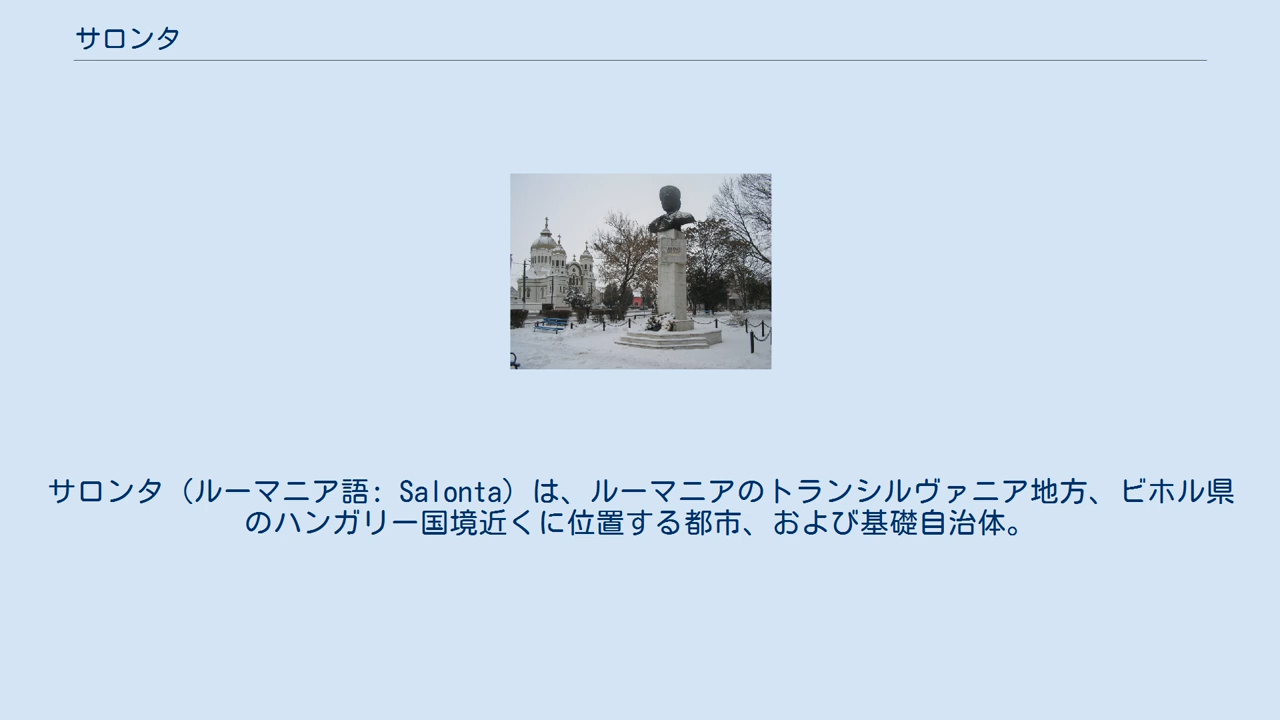 サロンタ
サロンタ（ルーマニア語: Salonta）は、ルーマニアのトランシルヴァニア地方、ビホル県
のハンガリー国境近くに位置する都市、および基礎自治体。